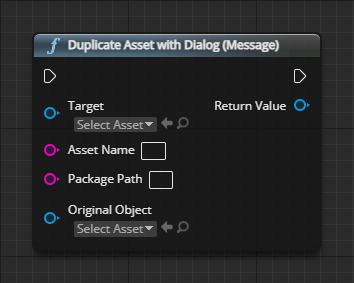 f Duplicate Asset with Dialog (Message)
Target Return Value
Select Asset
Asset Name
Package Path
Original Object
Select Asset